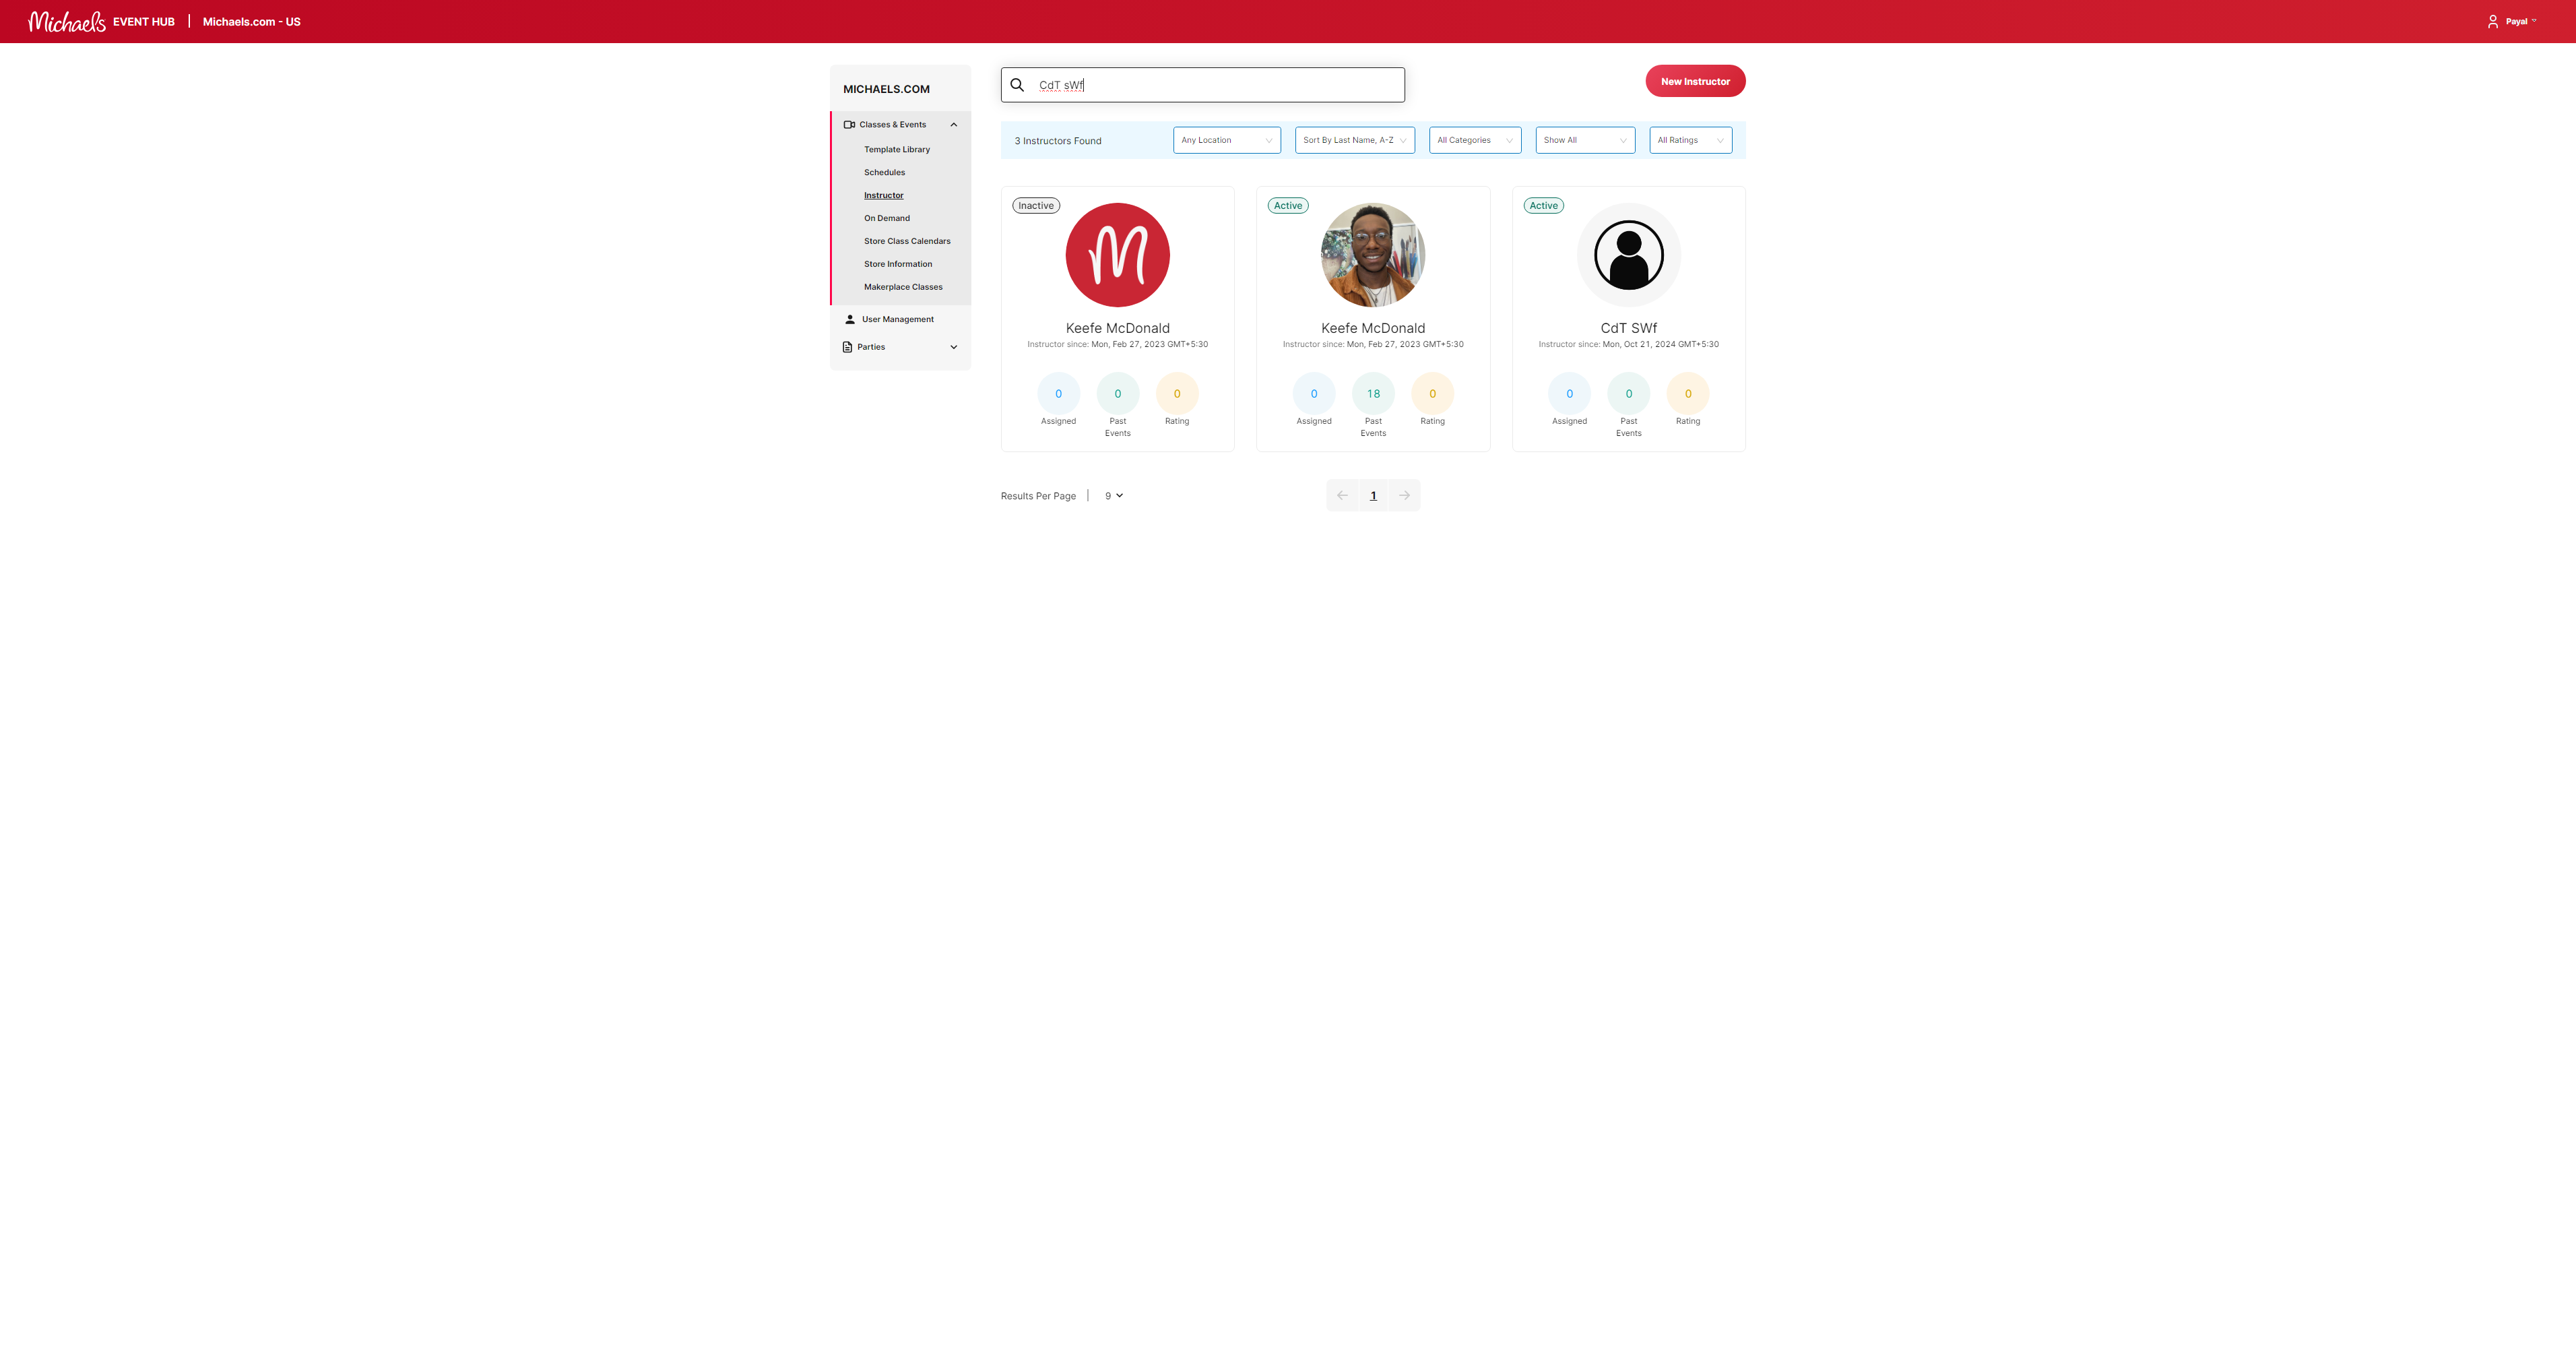 Michaels EVENT HUB | Michaels.com - US
Payal
MICHAELS.COM
Classes & Events
Template Library
Schedules
Instructor
On Demand
Store Class Calendars
Store Information
Makerplace Classes
User Management
Parties
CdT sWf
New Instructor
3 Instructors Found
Any Location
Sort By Last Name, A-Z
All Categories
Show All
All Ratings
Inactive
Keefe McDonald
Instructor since: Mon, Feb 27, 2023 GMT+5:30
0 0 0
Assigned Past Rating
Events
Active
Keefe McDonald
Instructor since: Mon, Feb 27, 2023 GMT+5:30
0 18 0
Assigned Past Rating
Events
Active
CdT SWf
Instructor since: Mon, Oct 21, 2024 GMT+5:30
0 0 0
Assigned Past Rating
Events
Results Per Page | 9
1